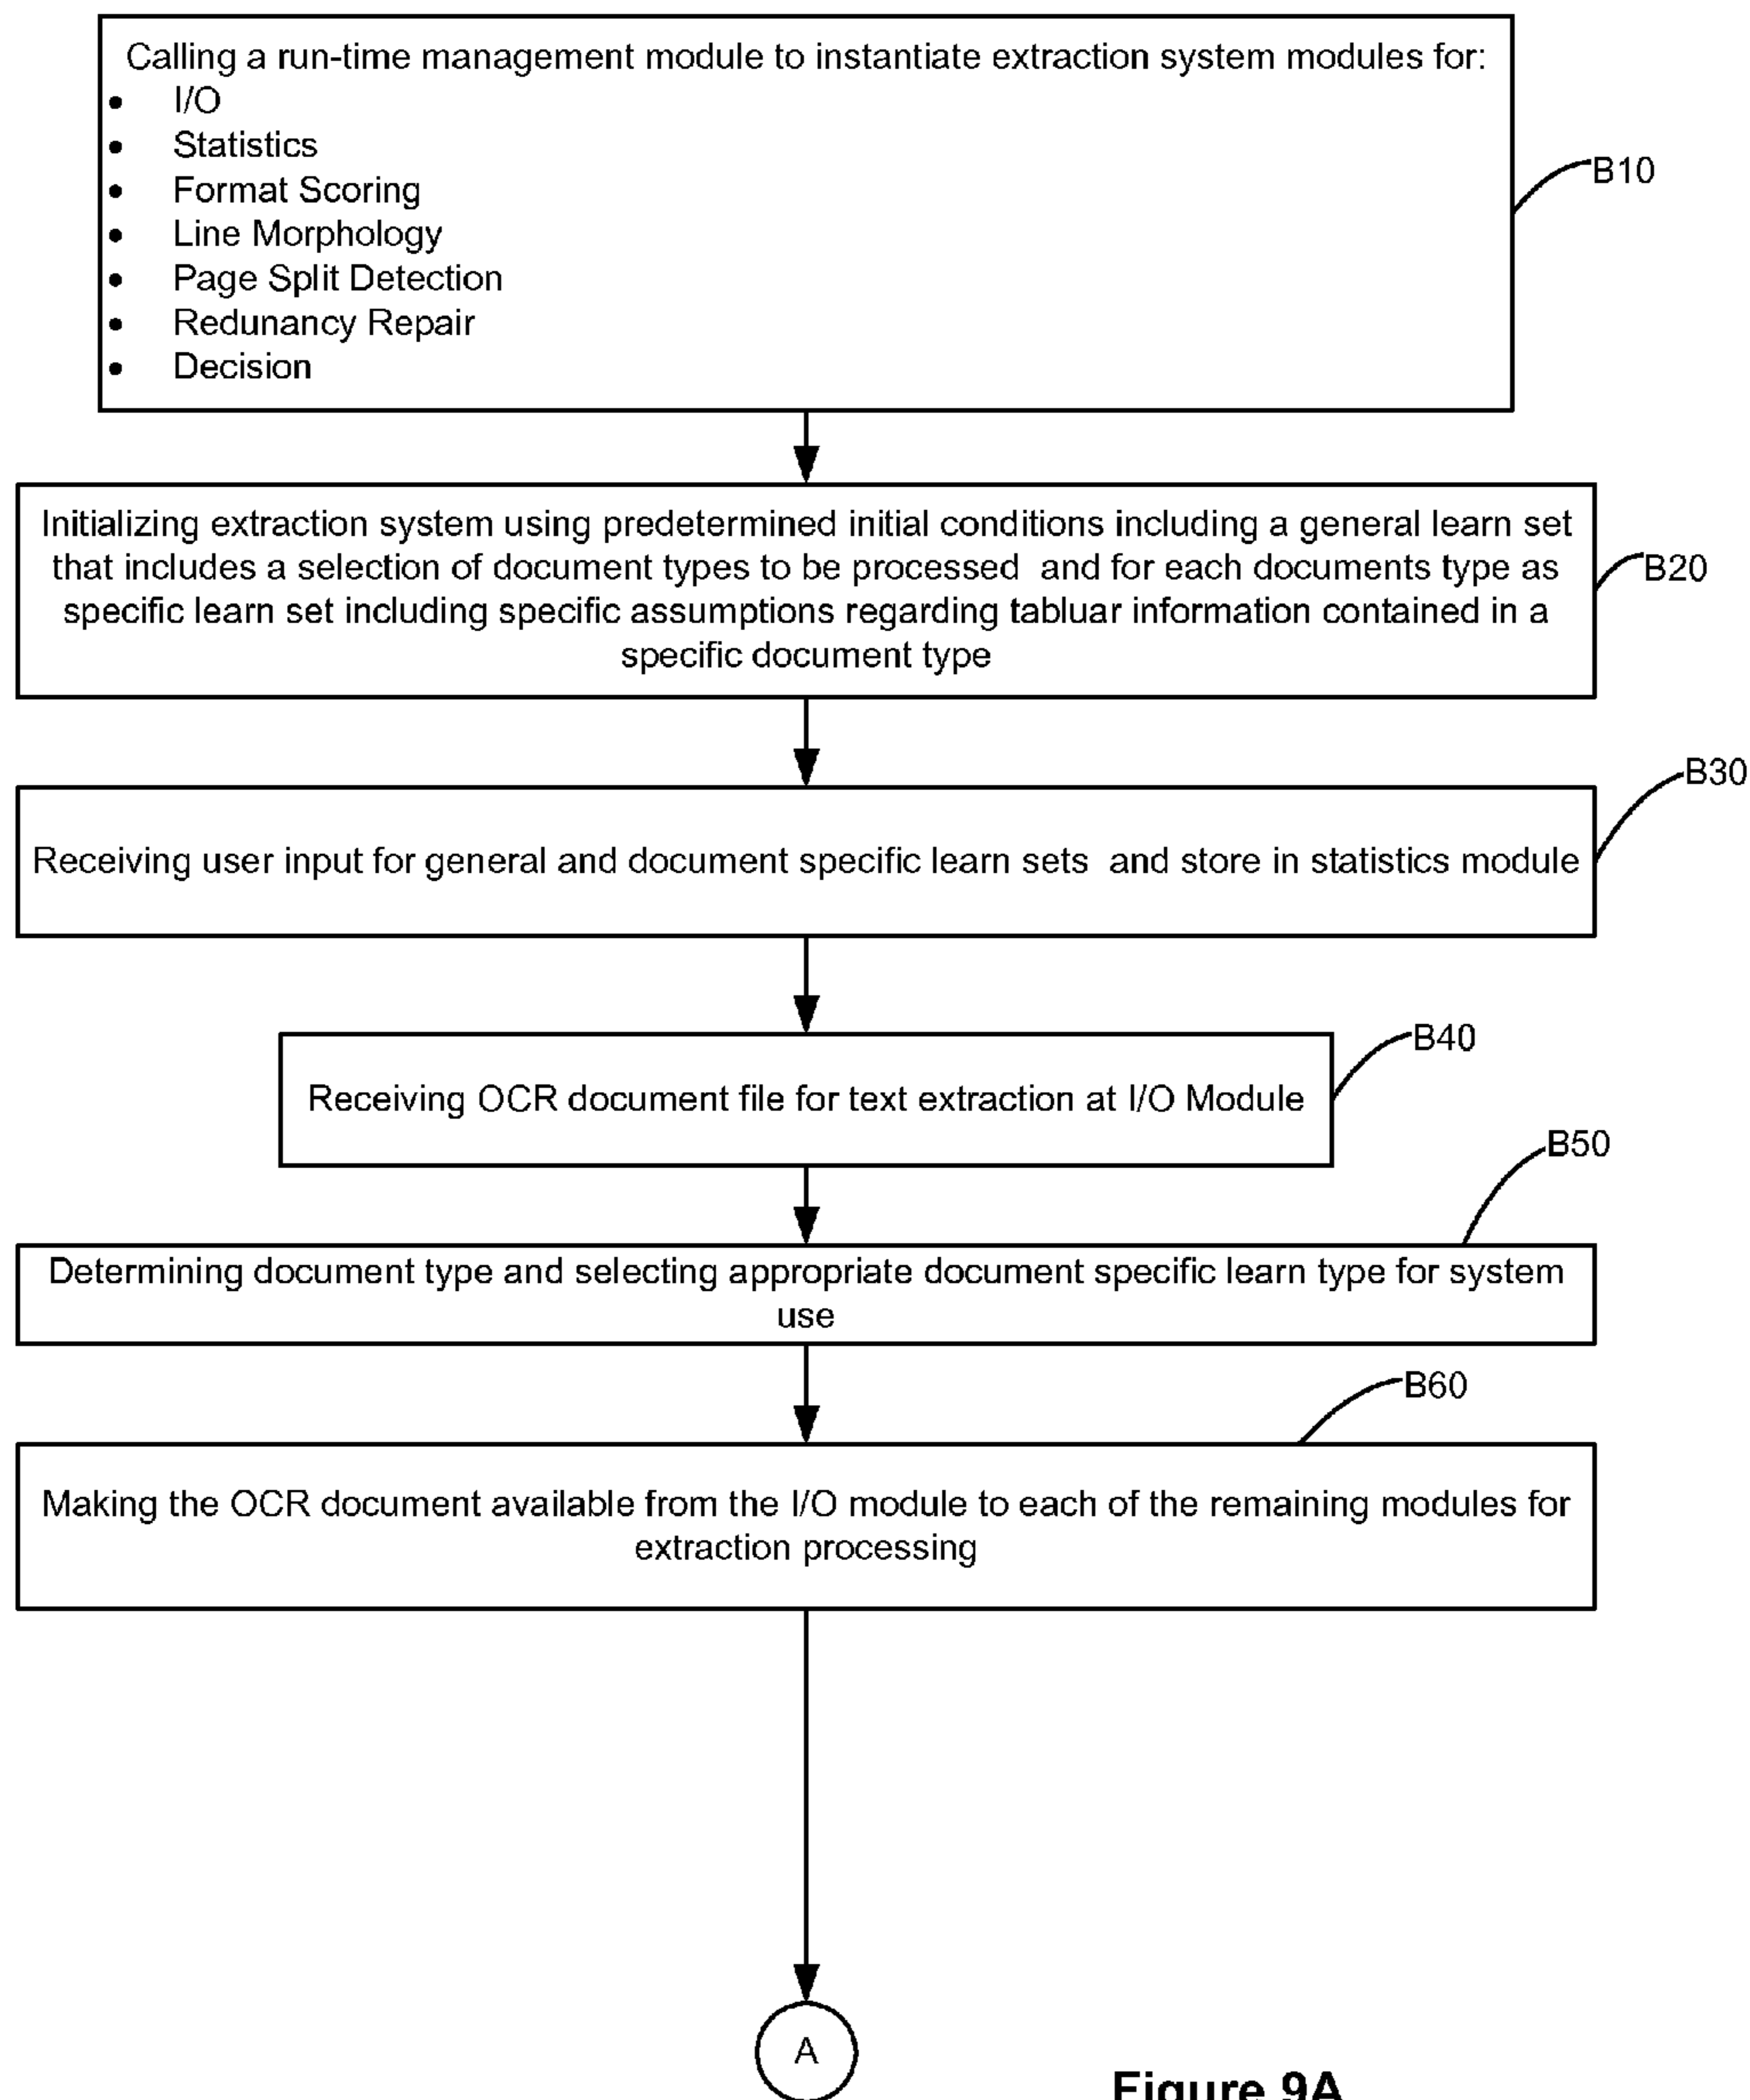 Calling a run-time management module to instantiate extraction system modules for:
• I/O
• Statistics
• Format Scoring
• Line Morphology
• Page Split Detection
• Redunancy Repair
• Decision
B10
Initializing extraction system using predetermined initial conditions including a general learn set
that includes a selection of document types to be processed and for each documents type as
specific learn set including specific assumptions regarding tabluar information contained in a
specific document type
B20
B30
Receiving user input for general and document specific learn sets and store in statistics module
B40
Receiving OCR document file for text extraction at I/O Module
B50
Determining document type and selecting appropriate document specific learn type for system
use
B60
Making the OCR document available from the I/O module to each of the remaining modules for
extraction processing
A
Figure 9A